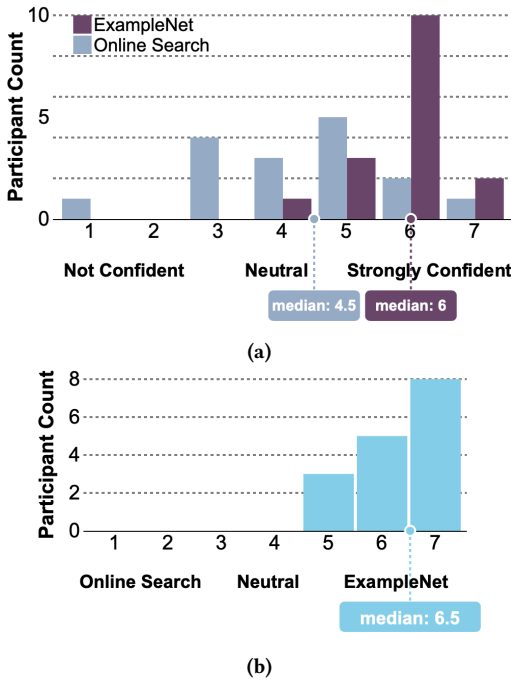 10
ExampleNet
Online Search
5
0
Participant Count
1 2 3 4 5 6 7
Not Confident Neutral Strongly Confident
median: 4.5 median: 6
(a)
8
6
4
2
0
Participant Count
1 2 3 4 5 6 7
Online Search Neutral ExampleNet
median: 6.5
(b)